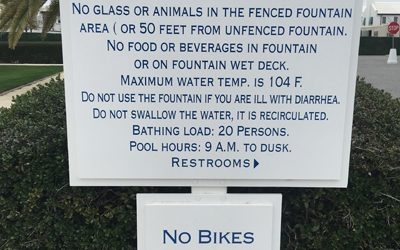 No glass or animals in the fenced fountain
area ( or 50 feet from unfenced fountain.
No food or beverages in fountain
or on fountain wet deck.
Maximum water temp. is 104 F.
Do not use the fountain if you are ill with diarrhea.
Do not swallow the water, it is recirculated.
Bathing load: 20 Persons.
Pool hours: 9 A.M. to dusk.
Restrooms▶
No Bikes
STOP